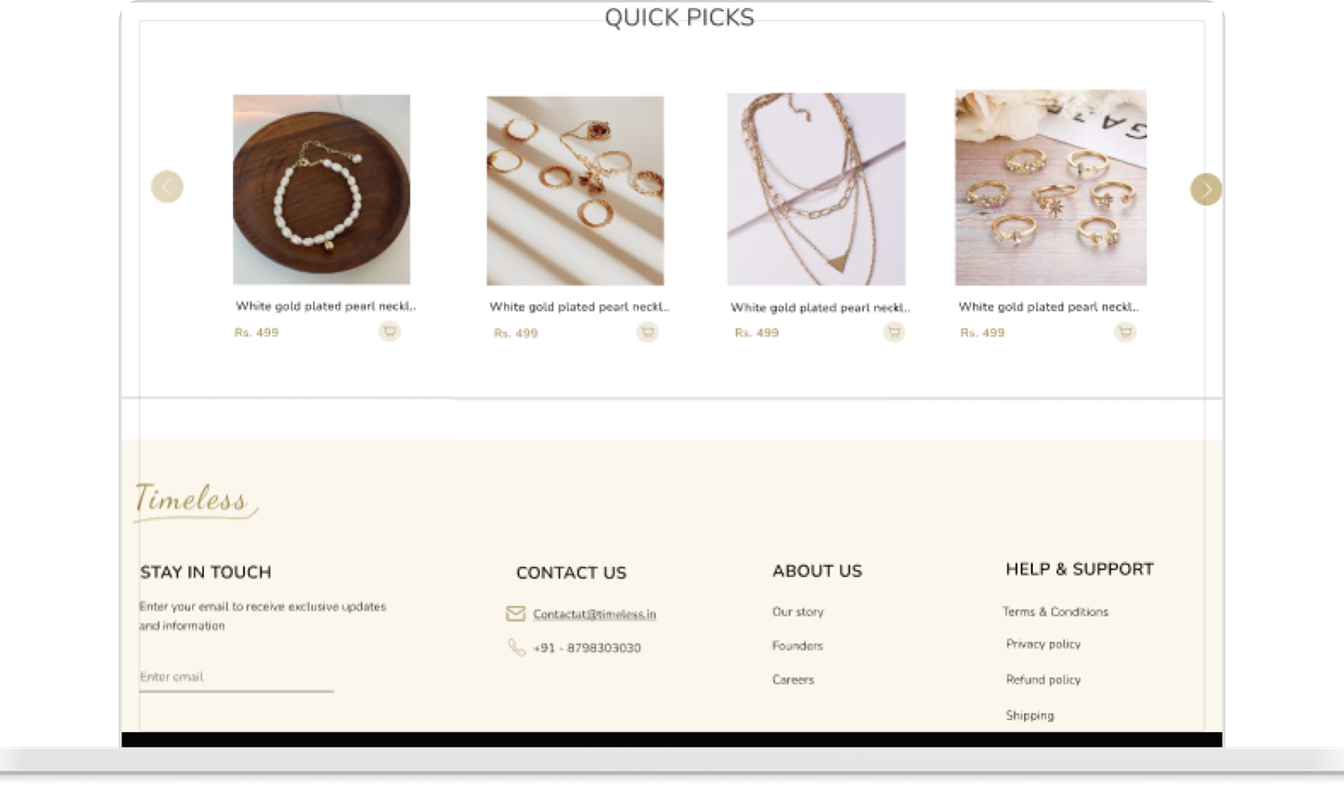 QUICK PICKS
White gold plated pearl neckl..
Rs. 499
White gold plated pearl neckl..
Rs. 499
White gold plated pearl neckl..
Rs. 499
White gold plated pearl neckl..
Rs. 499
Timeless
STAY IN TOUCH
Enter your email to receive exclusive updates
and information
Enter email
CONTACT US
Contactat@timeless.in
+91 - 8798303030
ABOUT US
Our story
Founders
Careers
HELP & SUPPORT
Terms & Conditions
Privacy policy
Refund policy
Shipping